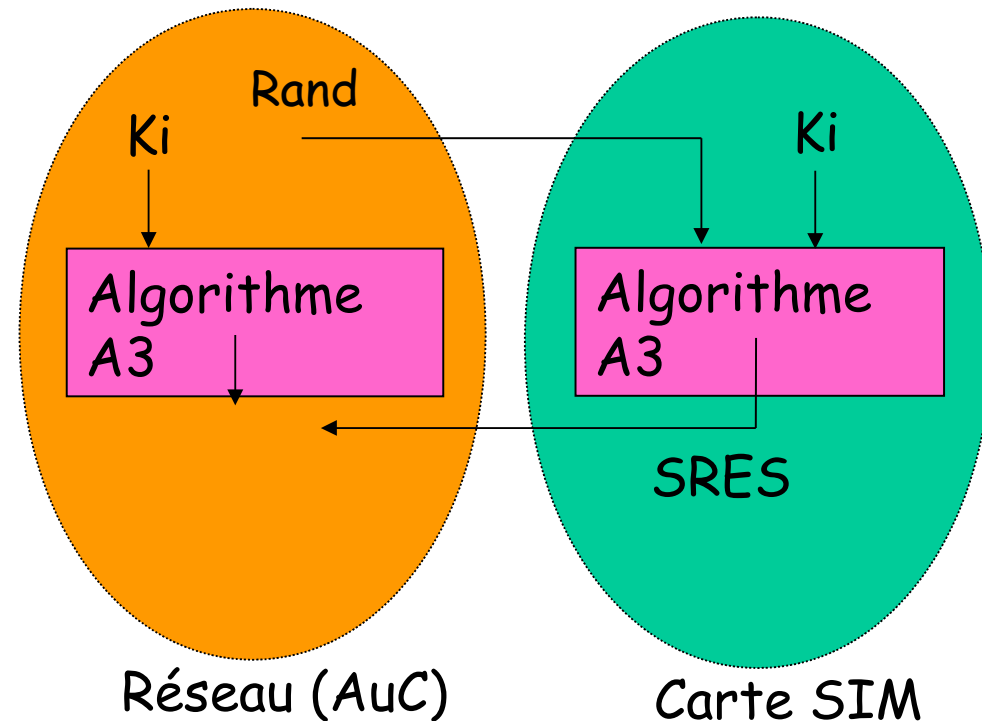 Rand
Ki
Ki
Algorithme
A3
Algorithme
A3
SRES
Réseau (AuC)
Carte SIM